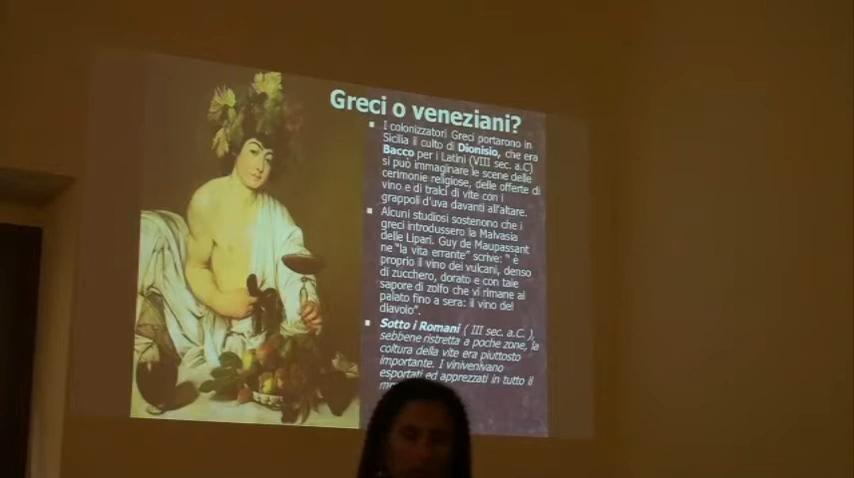 Greci o veneziani?
I colonizzatori Greci portarono in
Sicilia il culto di Dionisio, che era
Bacco per i Latini (VIII sec. a.C)
si può immaginare le scene delle
cerimonie religiose, delle offerte di
vino e di tralci di vite con i
grappoli d'uva davanti all'altare.
Alcuni studiosi sostenono che i
greci introdussero la Malvasia
delle Lipari. Guy de Maupassant
ne "la vita errante" scrive: " è
proprio il vino dei vulcani, denso
di zucchero, dorato e con tale
sapore di zolfo che vi rimane al
palato fino a sera: il vino del
diavolo".
Sotto i Romani ( III sec. a.C. ),
sebbene ristretta a poche zone, la
coltura della vite era piuttosto
importante. I vinivenivano
esportati ed apprezzati in tutto il